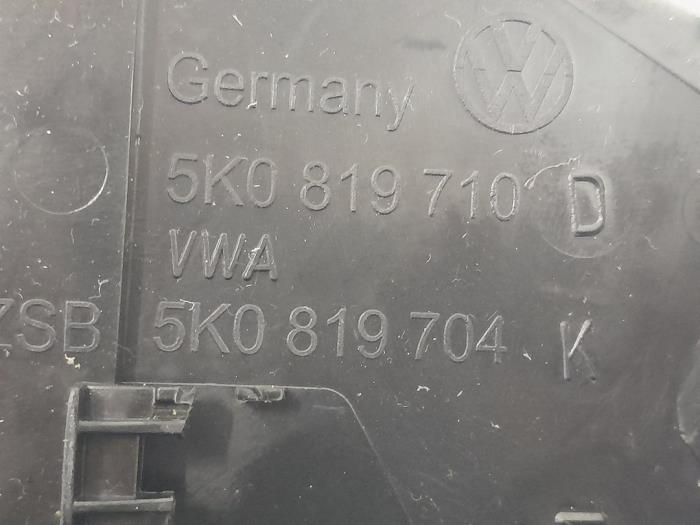 Germany
5K0 819 710 D
VWA
ZSB 5K0 819 704 K